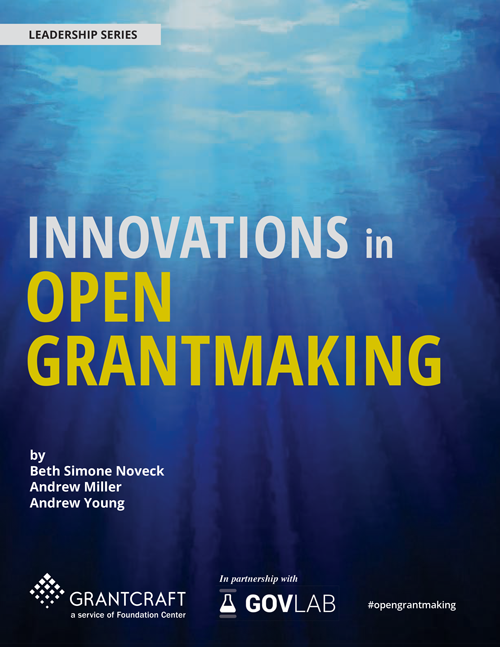 LEADERSHIP SERIES
INNOVATIONS in
OPEN
GRANTMAKING
by
Beth Simone Noveck
Andrew Miller
Andrew Young
GRANTCRAFT
a service of Foundation Center
In partnership with
GOVLAB
#opengrantmaking